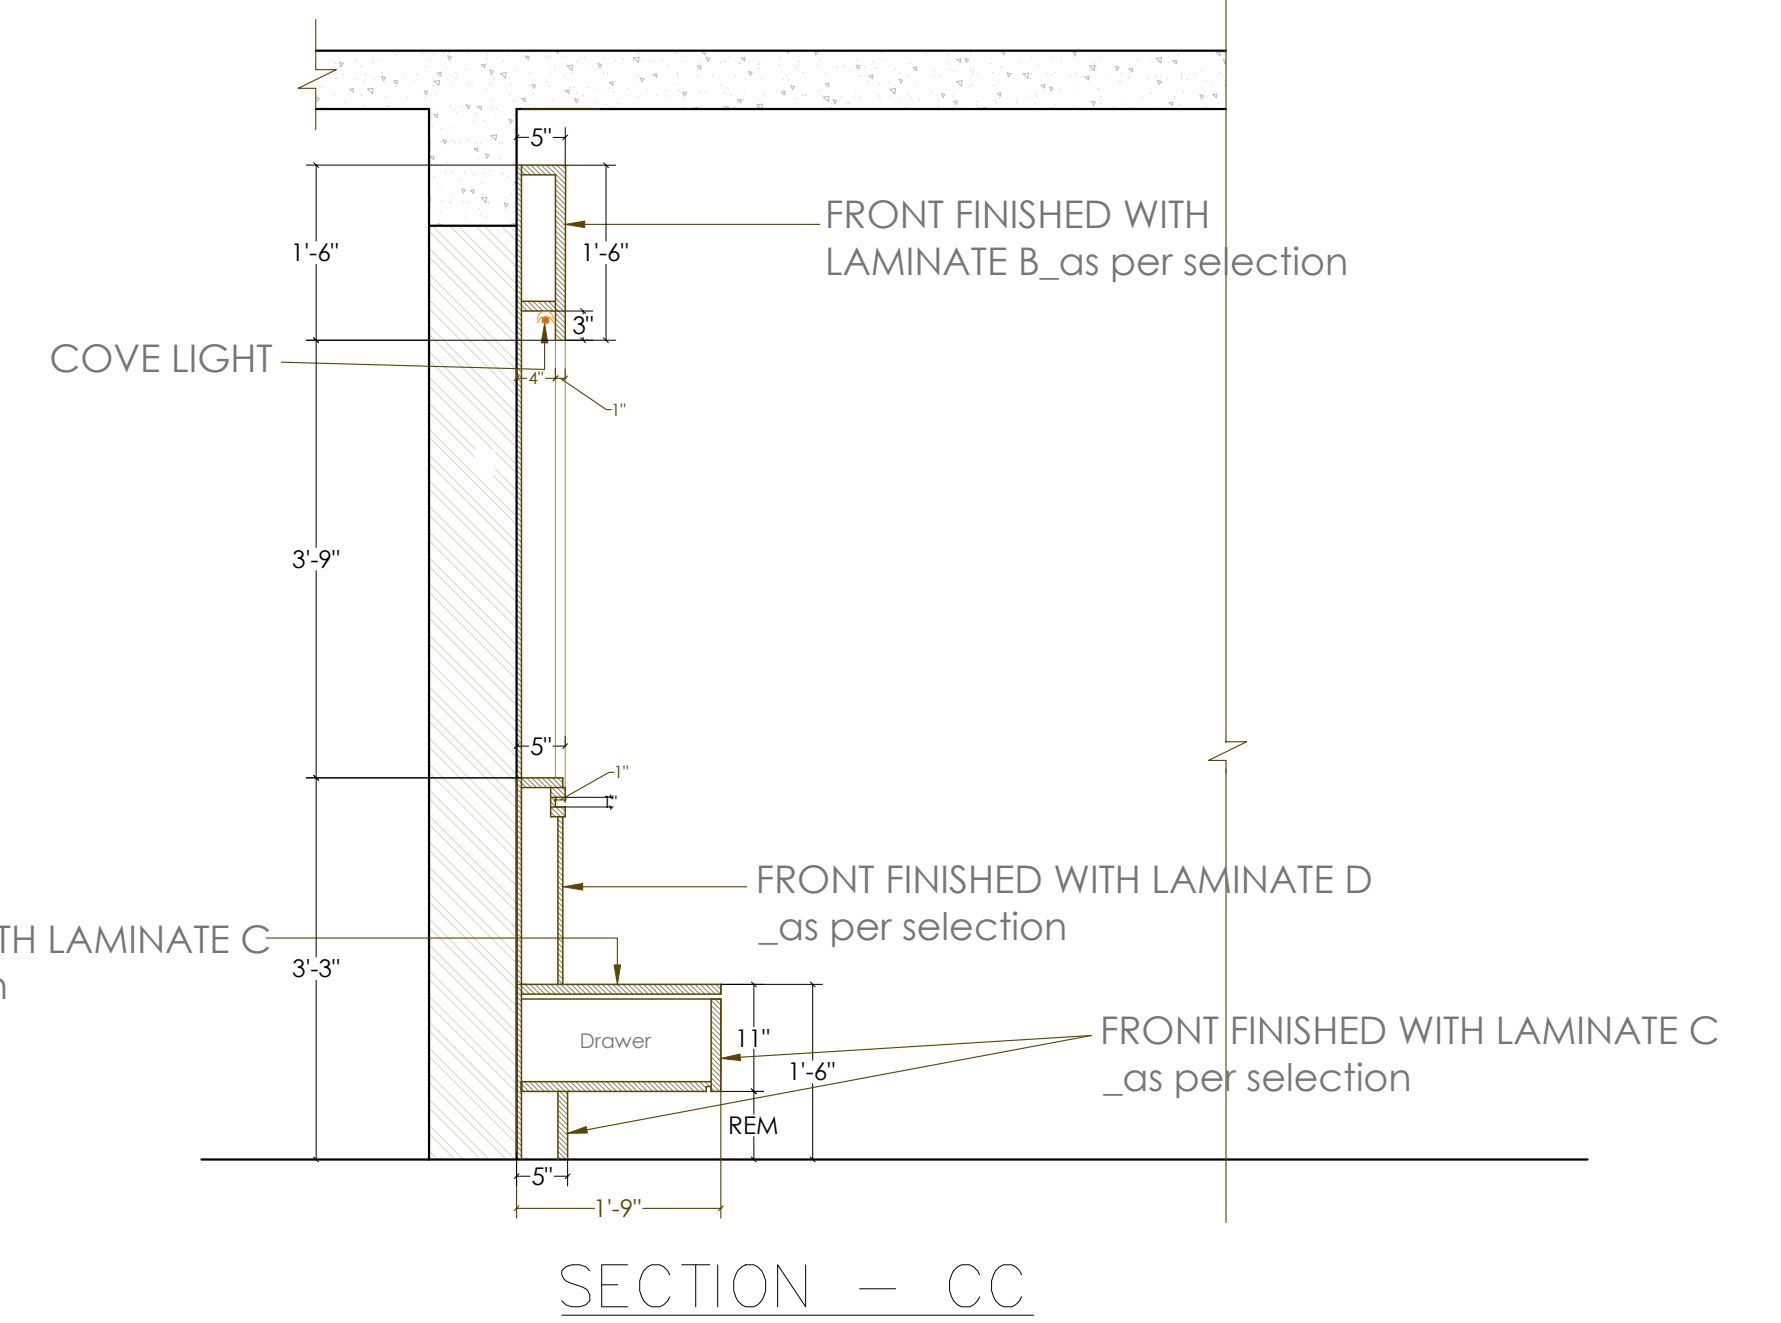 5"
FRONT FINISHED WITH
LAMINATE B_as per selection
1'-6"
1'-6"
3"
COVE LIGHT
4"
1"
3'-9"
5"
1"
1"
FRONT FINISHED WITH LAMINATE D
_as per selection
TH LAMINATE C
n
3'-3"
Drawer
11"
1'-6"
FRONT FINISHED WITH LAMINATE C
_as per selection
REM
5"
1'-9"
SECTION - CC